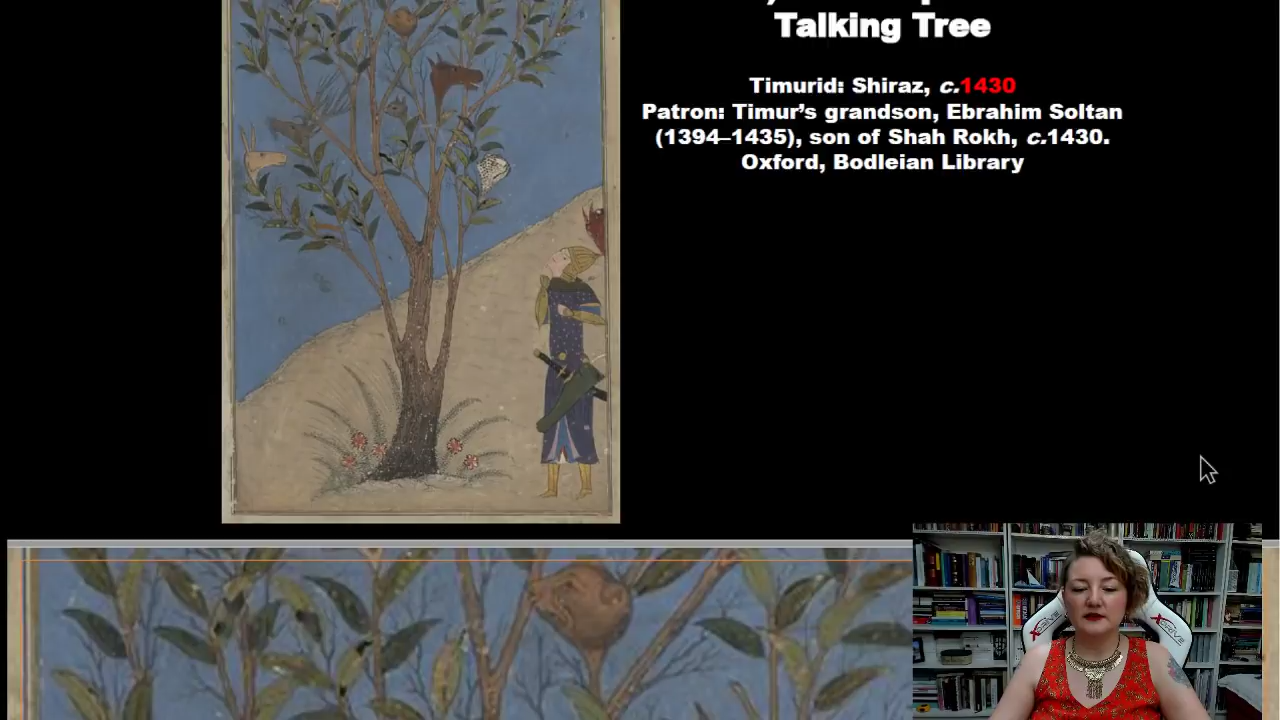 Talking Tree
Timurid: Shiraz, c.1430
Patron: Timur’s grandson, Ebrahim Soltan
(1394–1435), son of Shah Rokh, c.1430.
Oxford, Bodleian Library